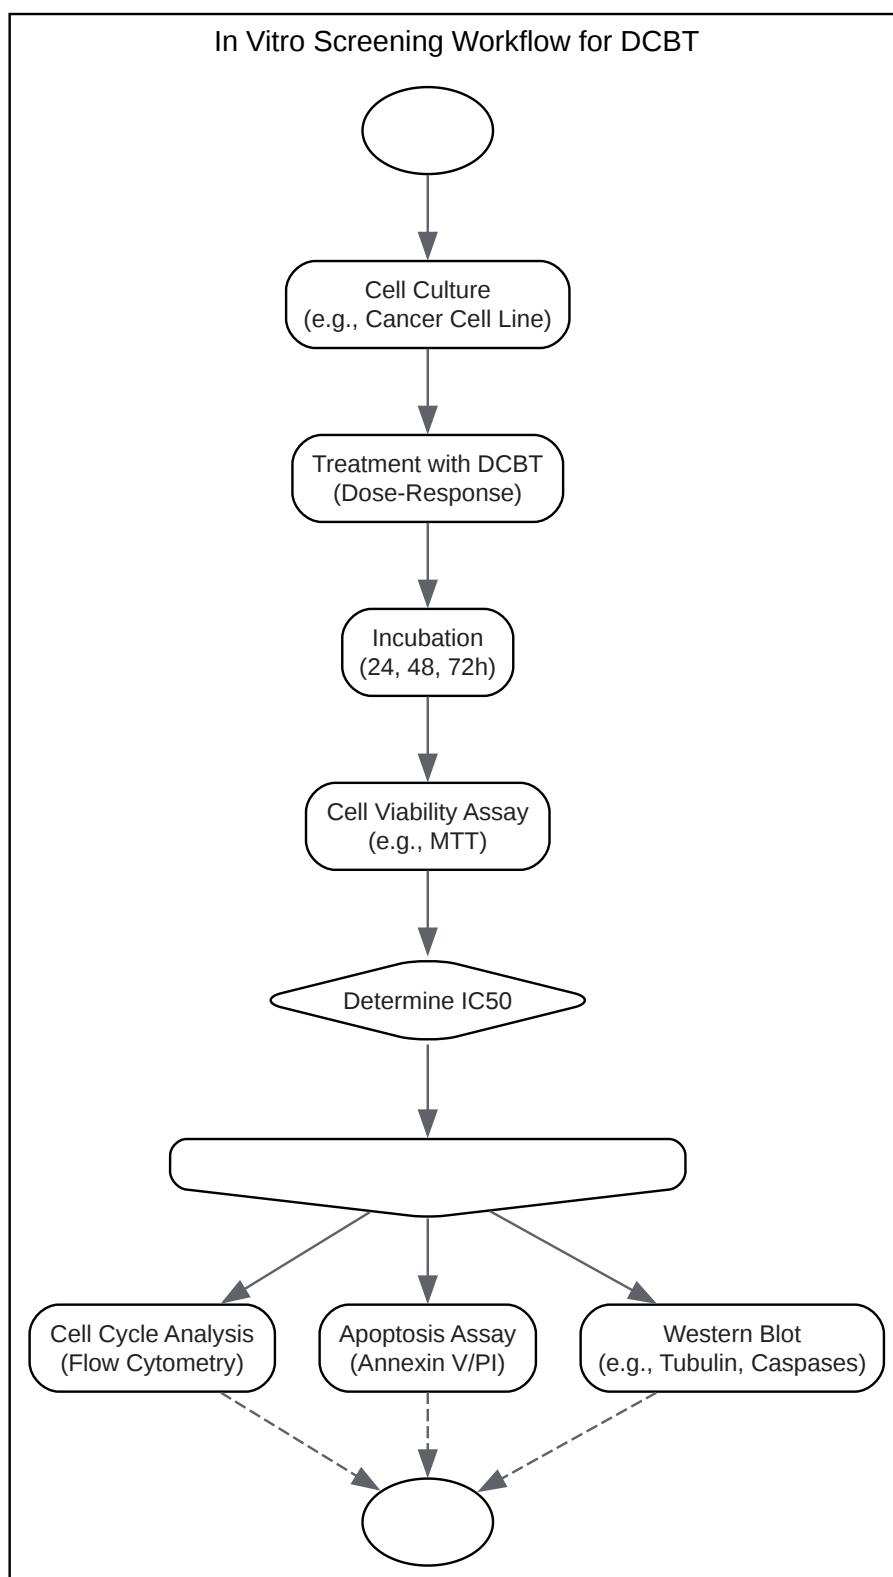 In Vitro Screening Workflow for DCBT
Cell Culture
(e.g., Cancer Cell Line)
Treatment with DCBT
(Dose-Response)
Incubation
(24, 48, 72h)
Cell Viability Assay
(e.g., MTT)
Determine IC50
Cell Cycle Analysis
(Flow Cytometry)
Apoptosis Assay
(Annexin V/PI)
Western Blot
(e.g., Tubulin, Caspases)